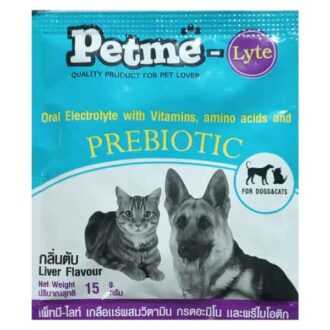 Petme-Lyte
QUALITY PRODUCT FOR PET LOVER
Oral Electrolyte with Vitamins, amino acids and
PREBIOTIC
FOR DOGS&CATS
กลิ่นตับ
Liver Flavour
Net Weight 15 g.
ปริมาณสุทธิ กรัม
เพ็ทมี-ไลท์ เกลือแร่ผสมวิตามิน กรดอะมิโน และพรีไบโอติก